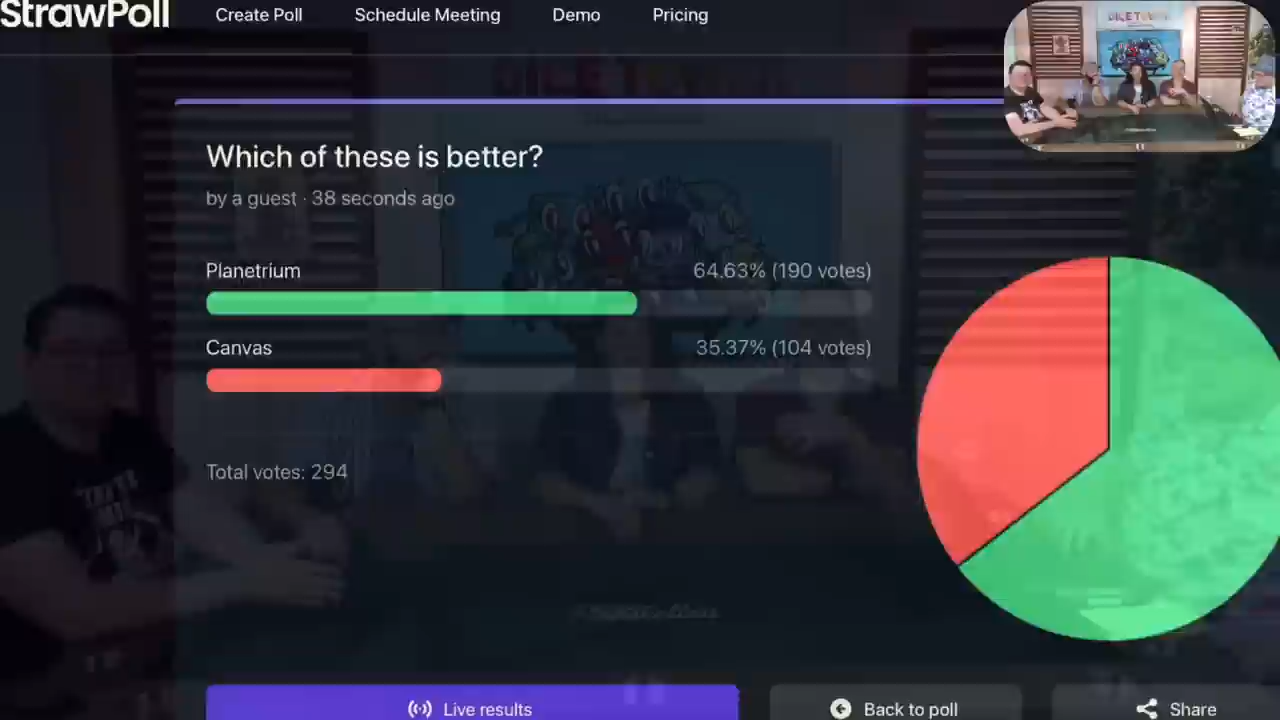 StrawPoll
Create Poll
Schedule Meeting
Demo
Pricing
Which of these is better?
by a guest · 38 seconds ago
Planetrium
64.63% (190 votes)
Canvas
35.37% (104 votes)
Total votes: 294
Live results
Back to poll
Share